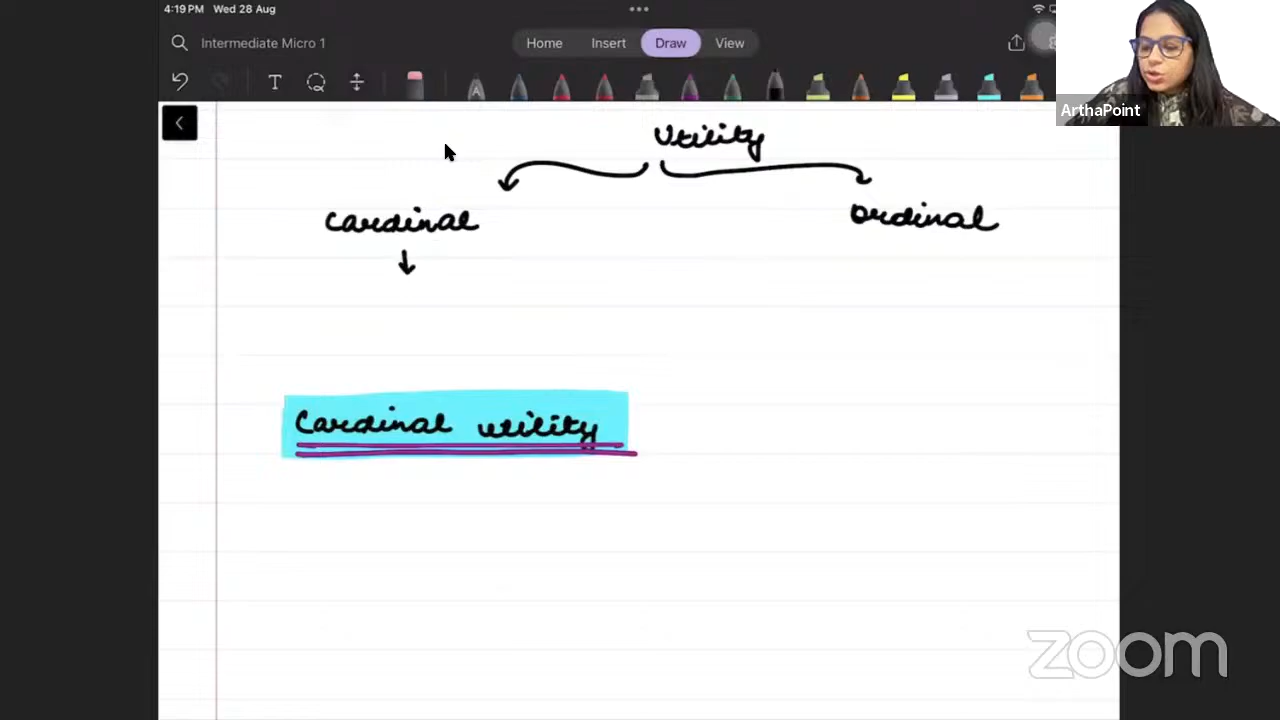 4:19 PM Wed 28 Aug
Intermediate Micro 1
Home Insert Draw View
T
A
ArthaPoint
Utility
Cardinal Ordinal
Cardinal utility
zoom